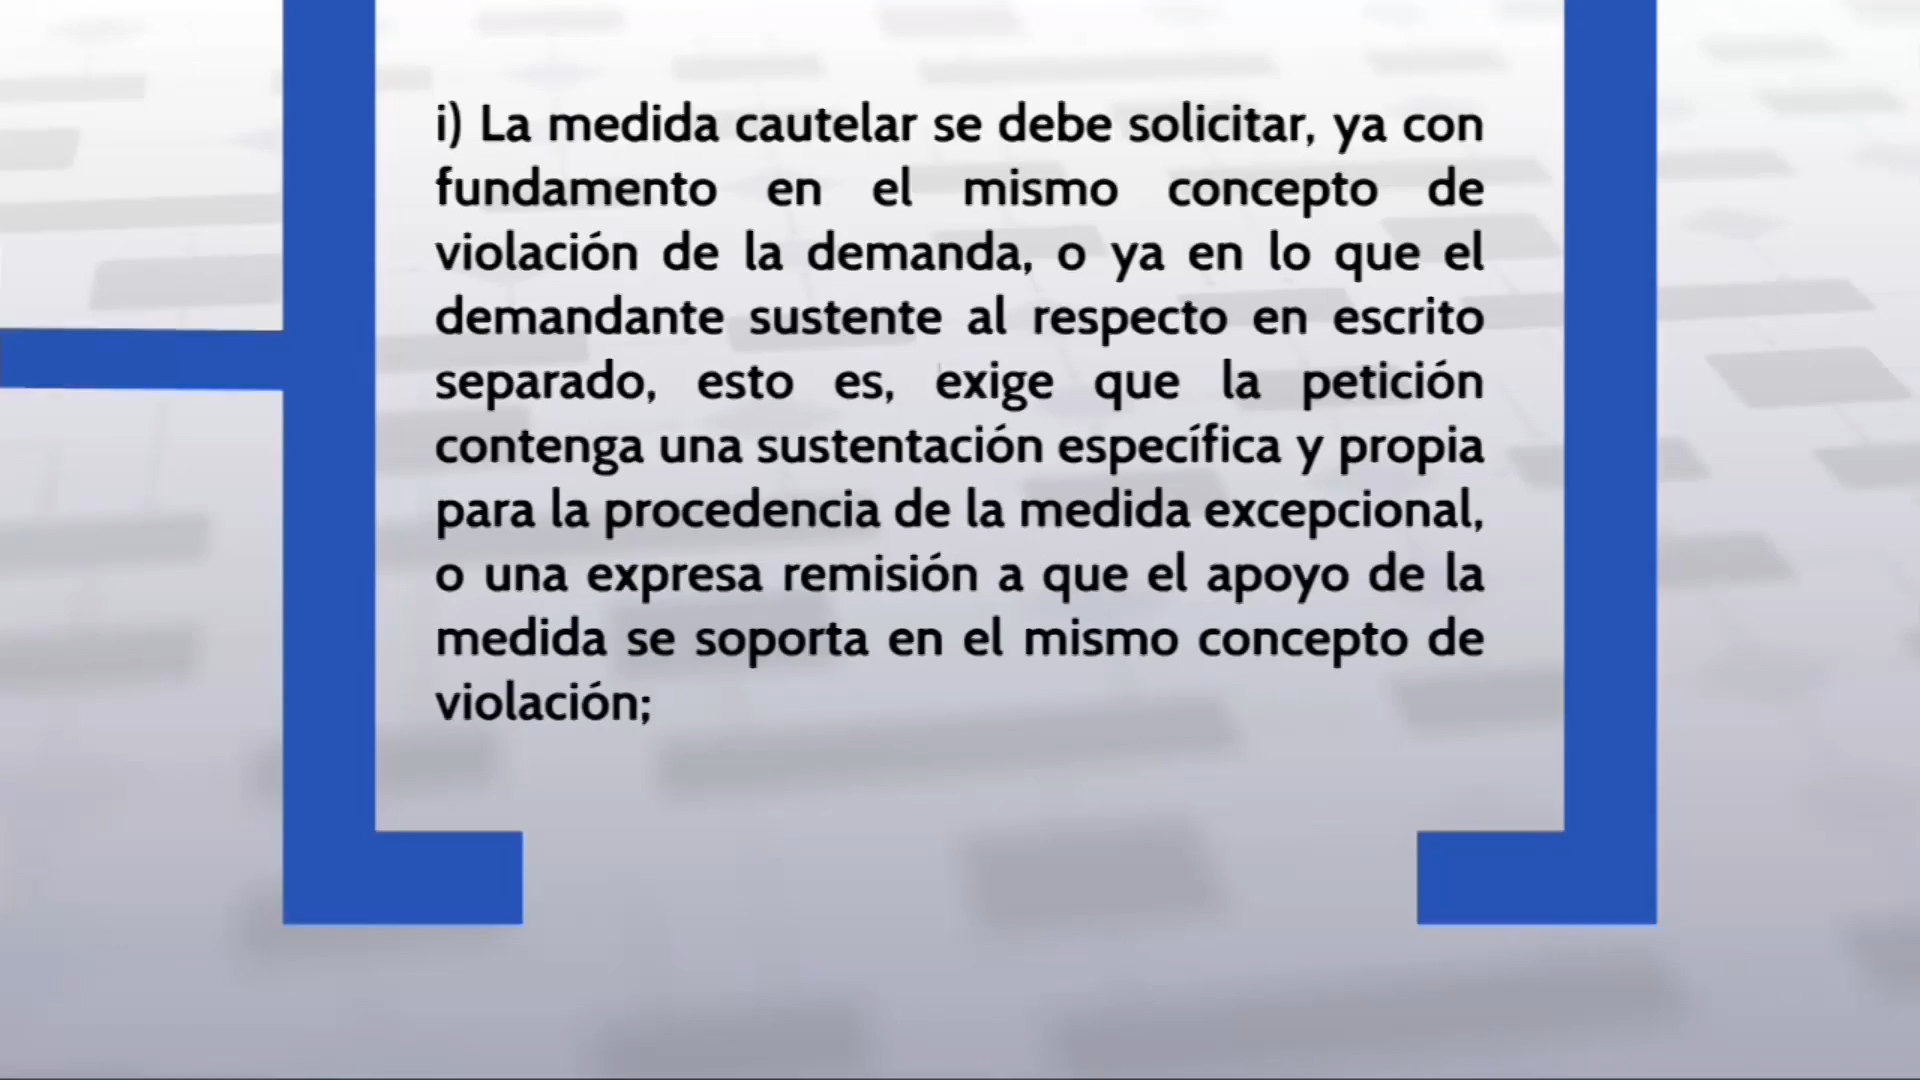 i) La medida cautelar se debe solicitar, ya con
fundamento en el mismo concepto de
violación de la demanda, o ya en lo que el
demandante sustente al respecto en escrito
separado, esto es, exige que la petición
contenga una sustentación específica y propia
para la procedencia de la medida excepcional,
o una expresa remisión a que el apoyo de la
medida se soporta en el mismo concepto de
violación;